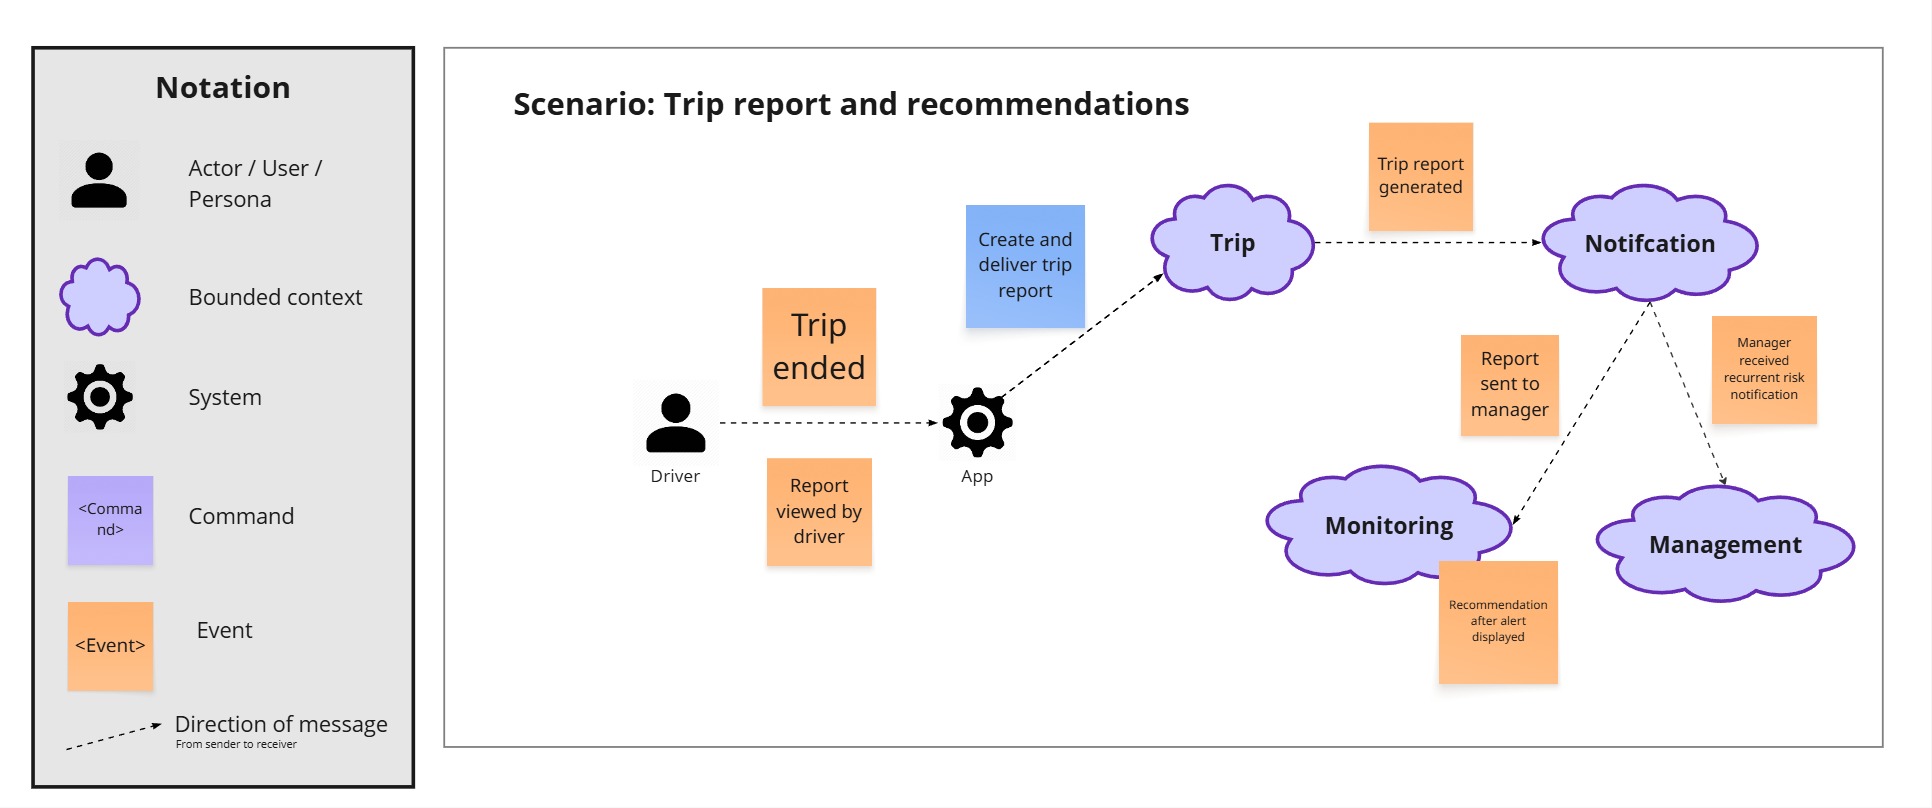 Notation
Actor / User /
Persona
Bounded context
System
<Comma
nd>
Command
<Event>
Event
Direction of message
From sender to receiver
Scenario: Trip report and recommendations
Trip
ended
Driver
Report
viewed by
driver
App
Create and
deliver trip
report
Trip
Trip report
generated
Notifcation
Report
sent to
manager
Manager
received
recurrent risk
notification
Monitoring
Recommendation
after alert
displayed
Management